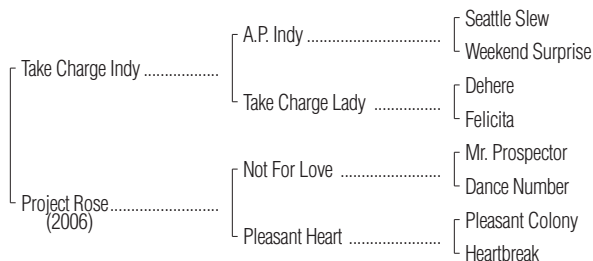 Seattle Slew
A.P. Indy ..............................
Weekend Surprise
Take Charge Indy .................
Dehere
Take Charge Lady ...............
Felicita
Mr. Prospector
Not For Love .......................
Dance Number
Project Rose.........................
(2006)
Pleasant Colony
Pleasant Heart .....................
Heartbreak